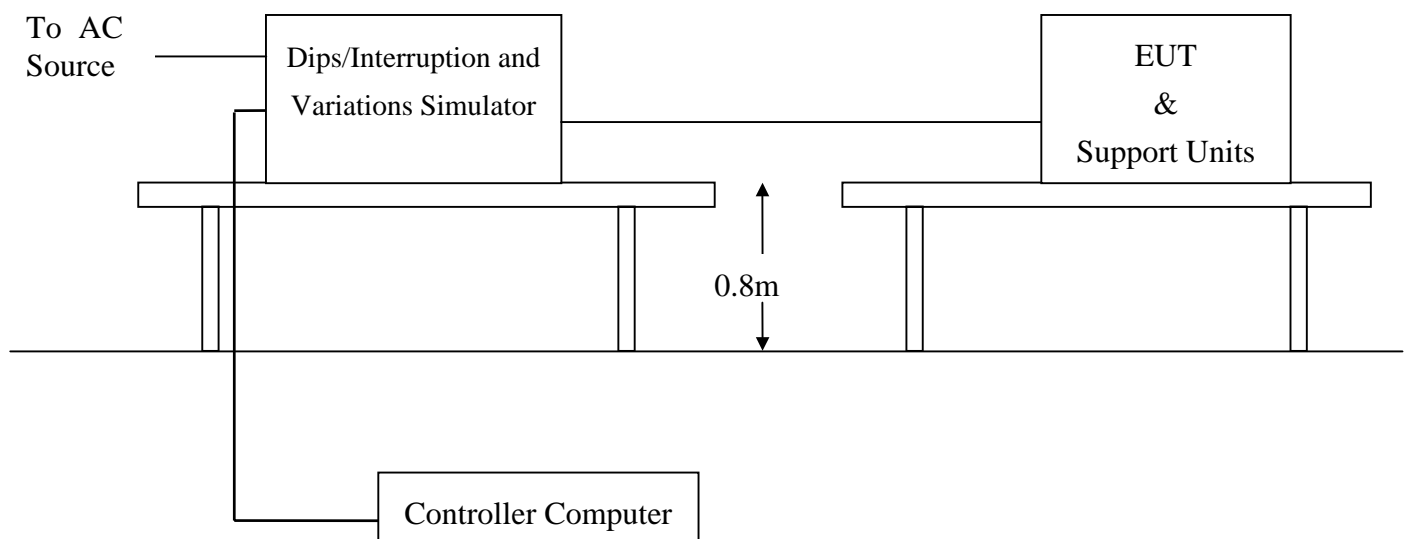 To AC
Source
Dips/Interruption and
Variations Simulator
EUT
&
Support Units
0.8m
Controller Computer